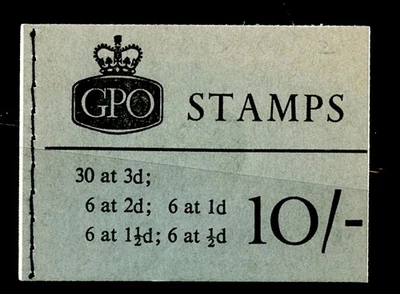 GPO STAMPS
30 at 3d;
6 at 2d; 6 at 1d
6 at 1½d; 6 at ½d
10/-